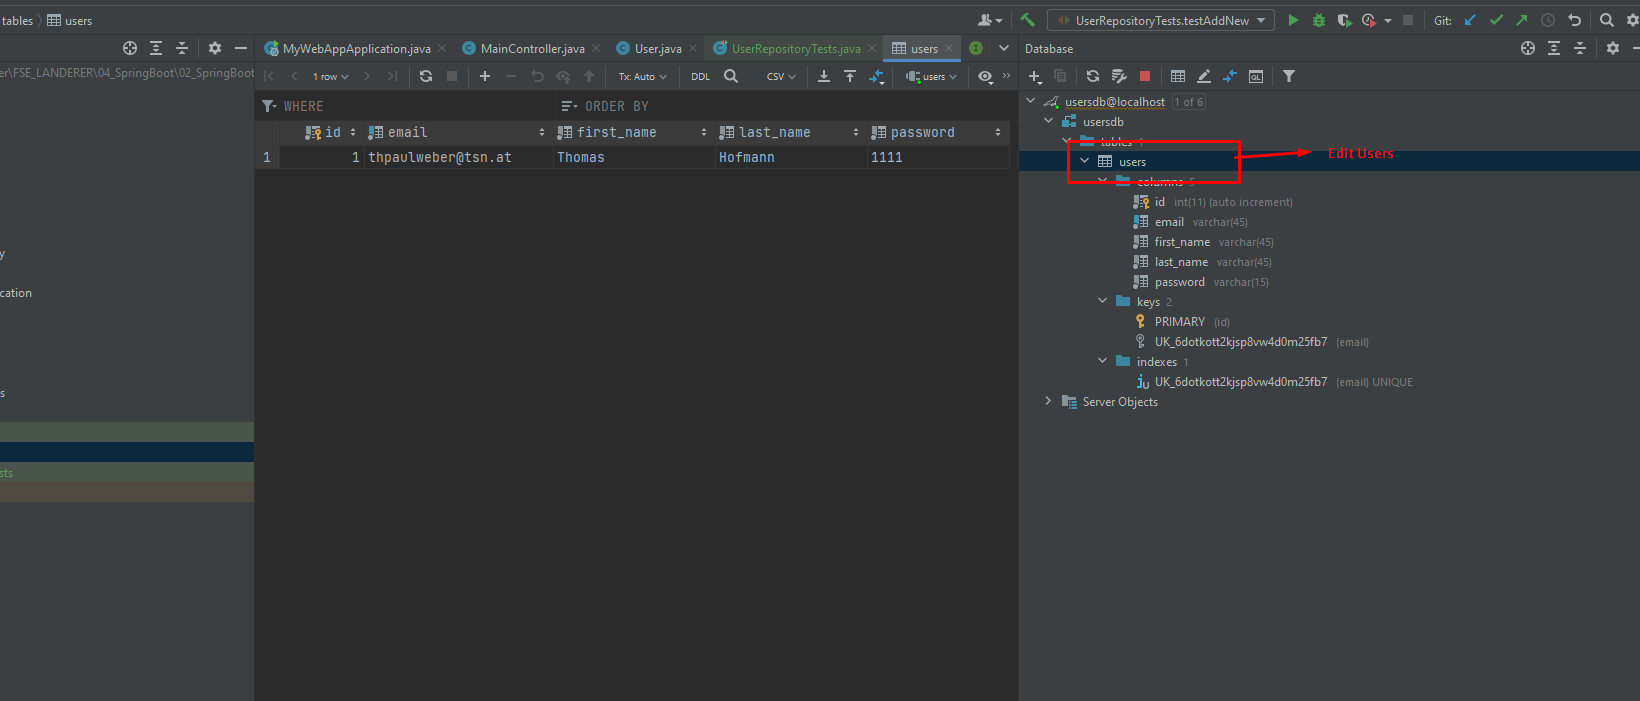 tables users
UserRepositoryTests.testAddNew Git:
MyWebAppApplication.java MainController.java User.java UserRepositoryTests.java users Database
er\FSE_LANDERER\04_SpringBoot\02_SpringBoot
1 row Tx: Auto DDL CSV users
WHERE ORDER BY
usersdb@localhost 1 of 6
usersdb
id email first_name last_name password
tables 1
1 1 thpaulweber@tsn.at Thomas Hofmann 1111
users
Edit Users
columns 5
id int(11) (auto increment)
email varchar(45)
first_name varchar(45)
y
last_name varchar(45)
password varchar(15)
cation
keys 2
PRIMARY (id)
UK_6dotkott2kjsp8vw4d0m25fb7 (email)
indexes 1
UK_6dotkott2kjsp8vw4d0m25fb7 (email) UNIQUE
s
Server Objects
sts